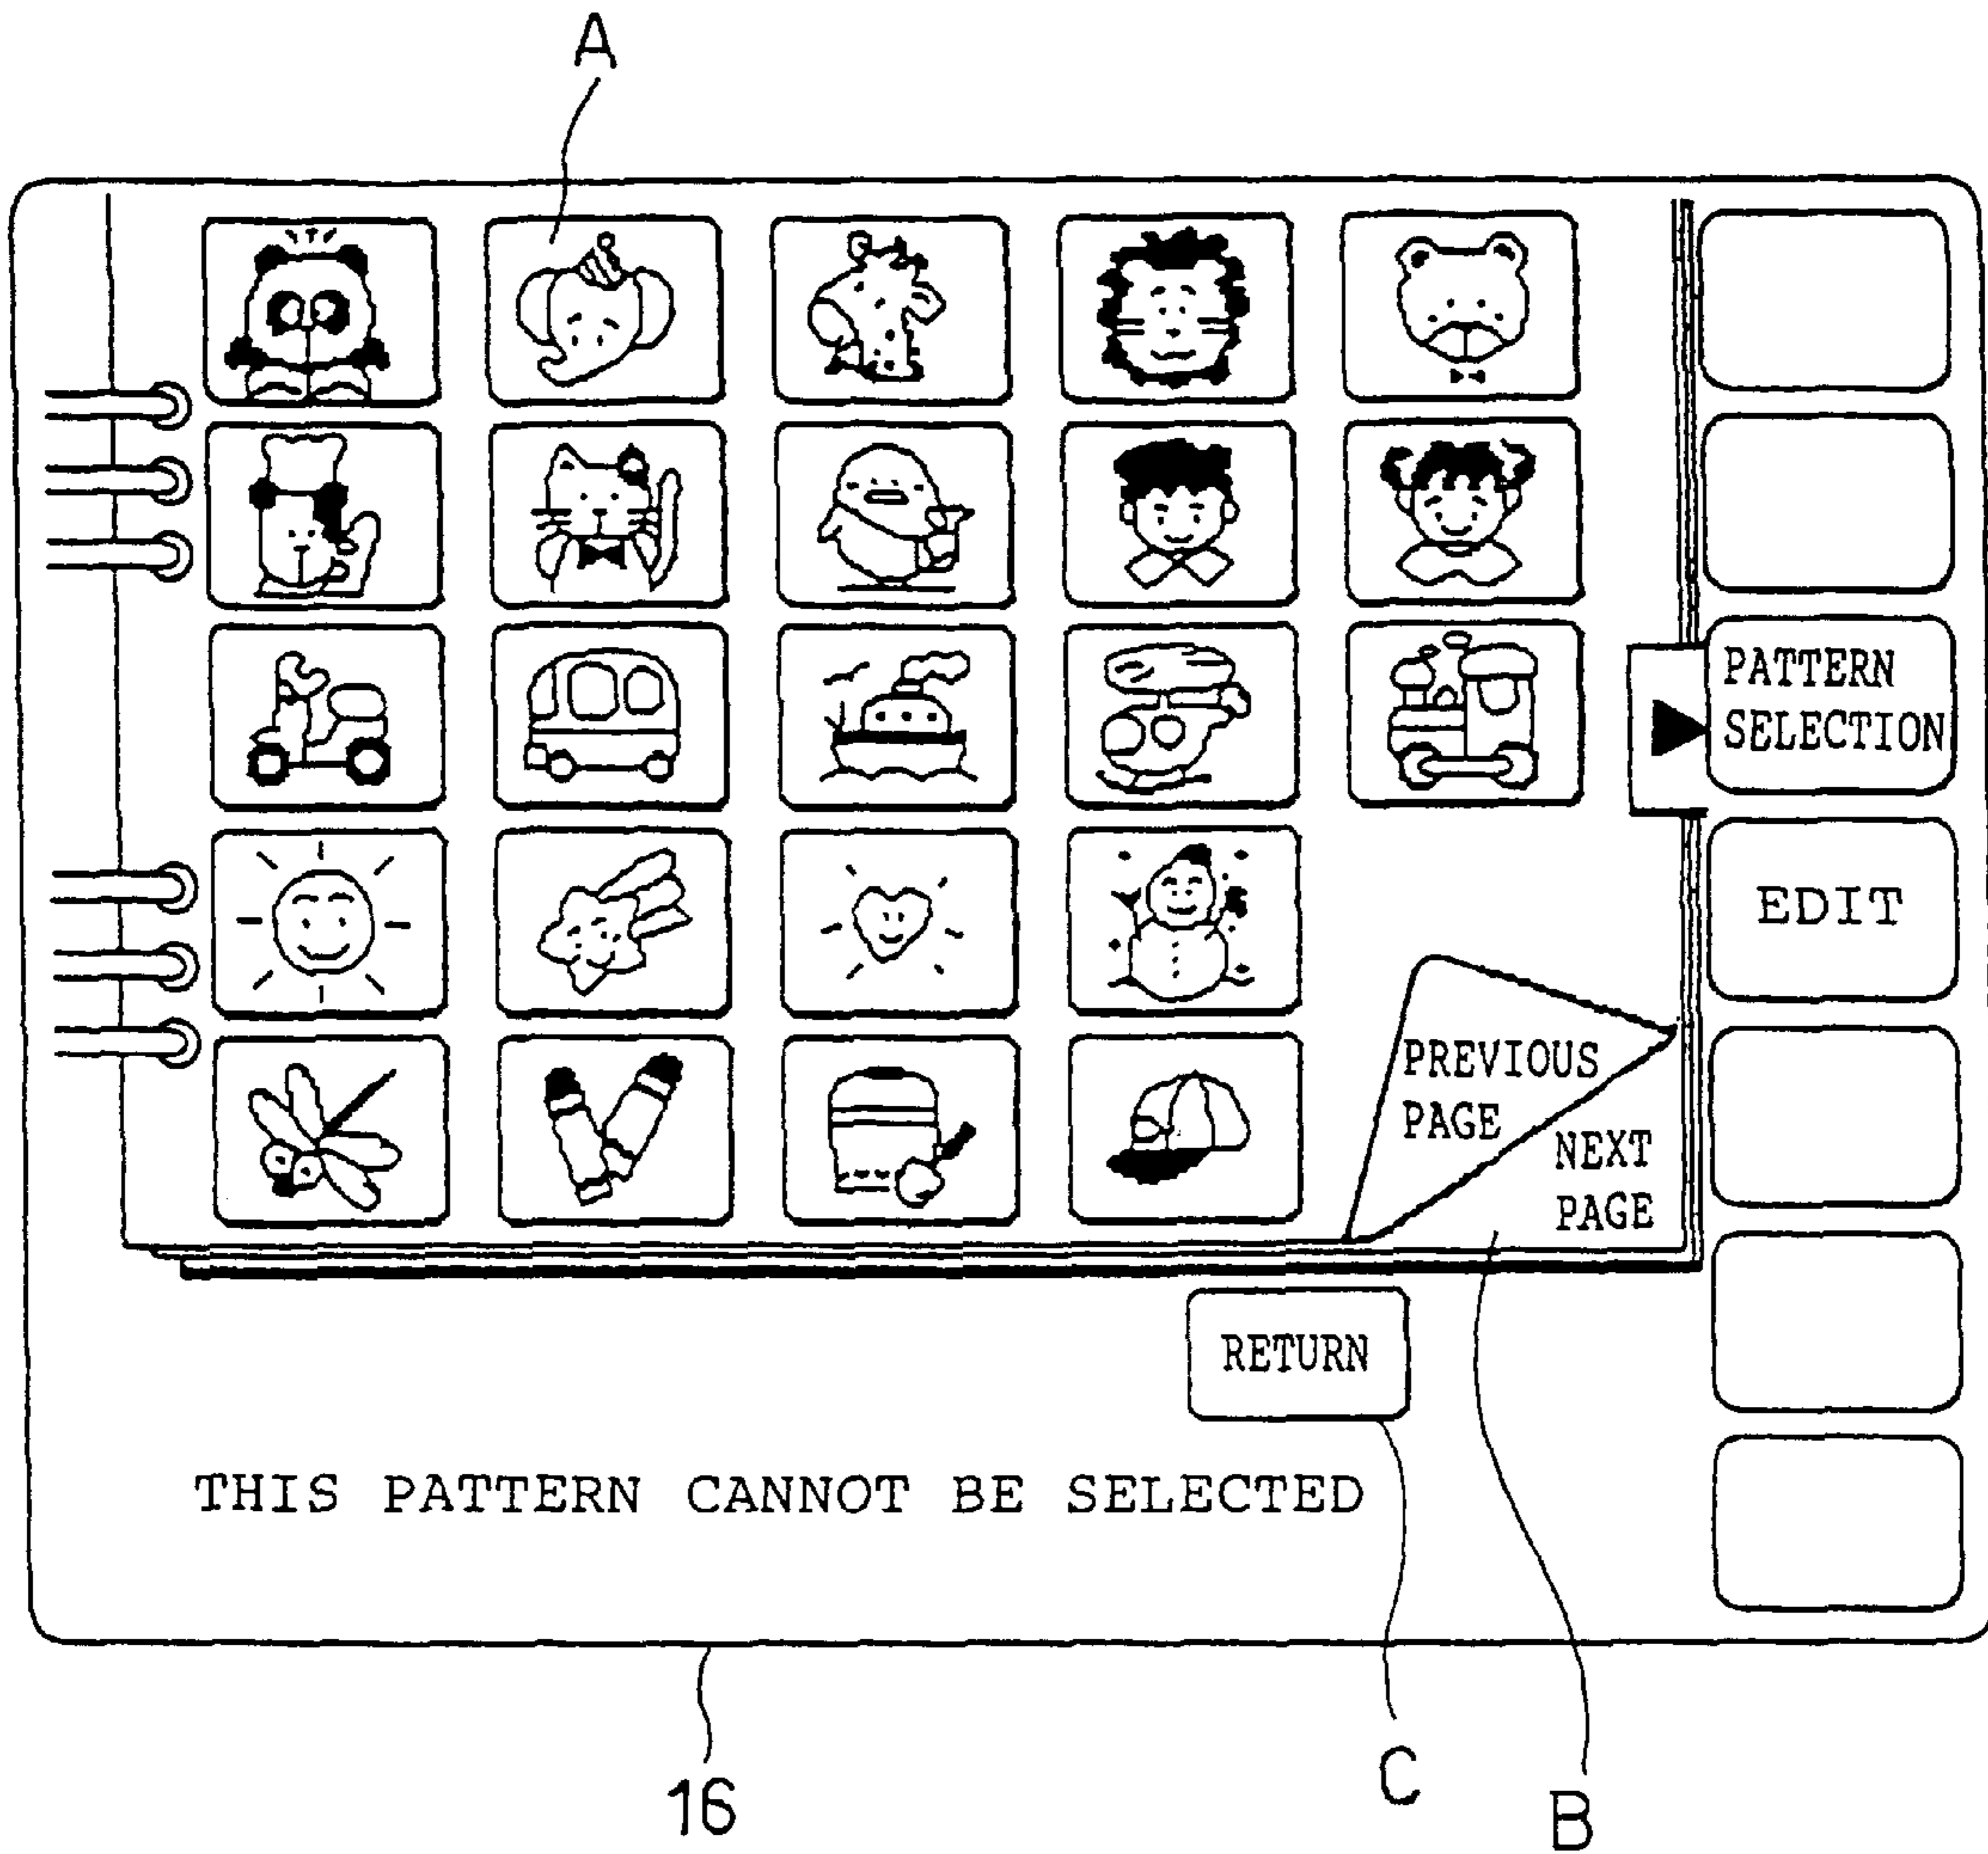 A
PATTERN
SELECTION
EDIT
PREVIOUS
PAGE
NEXT
PAGE
RETURN
THIS PATTERN CANNOT BE SELECTED
16
C
B